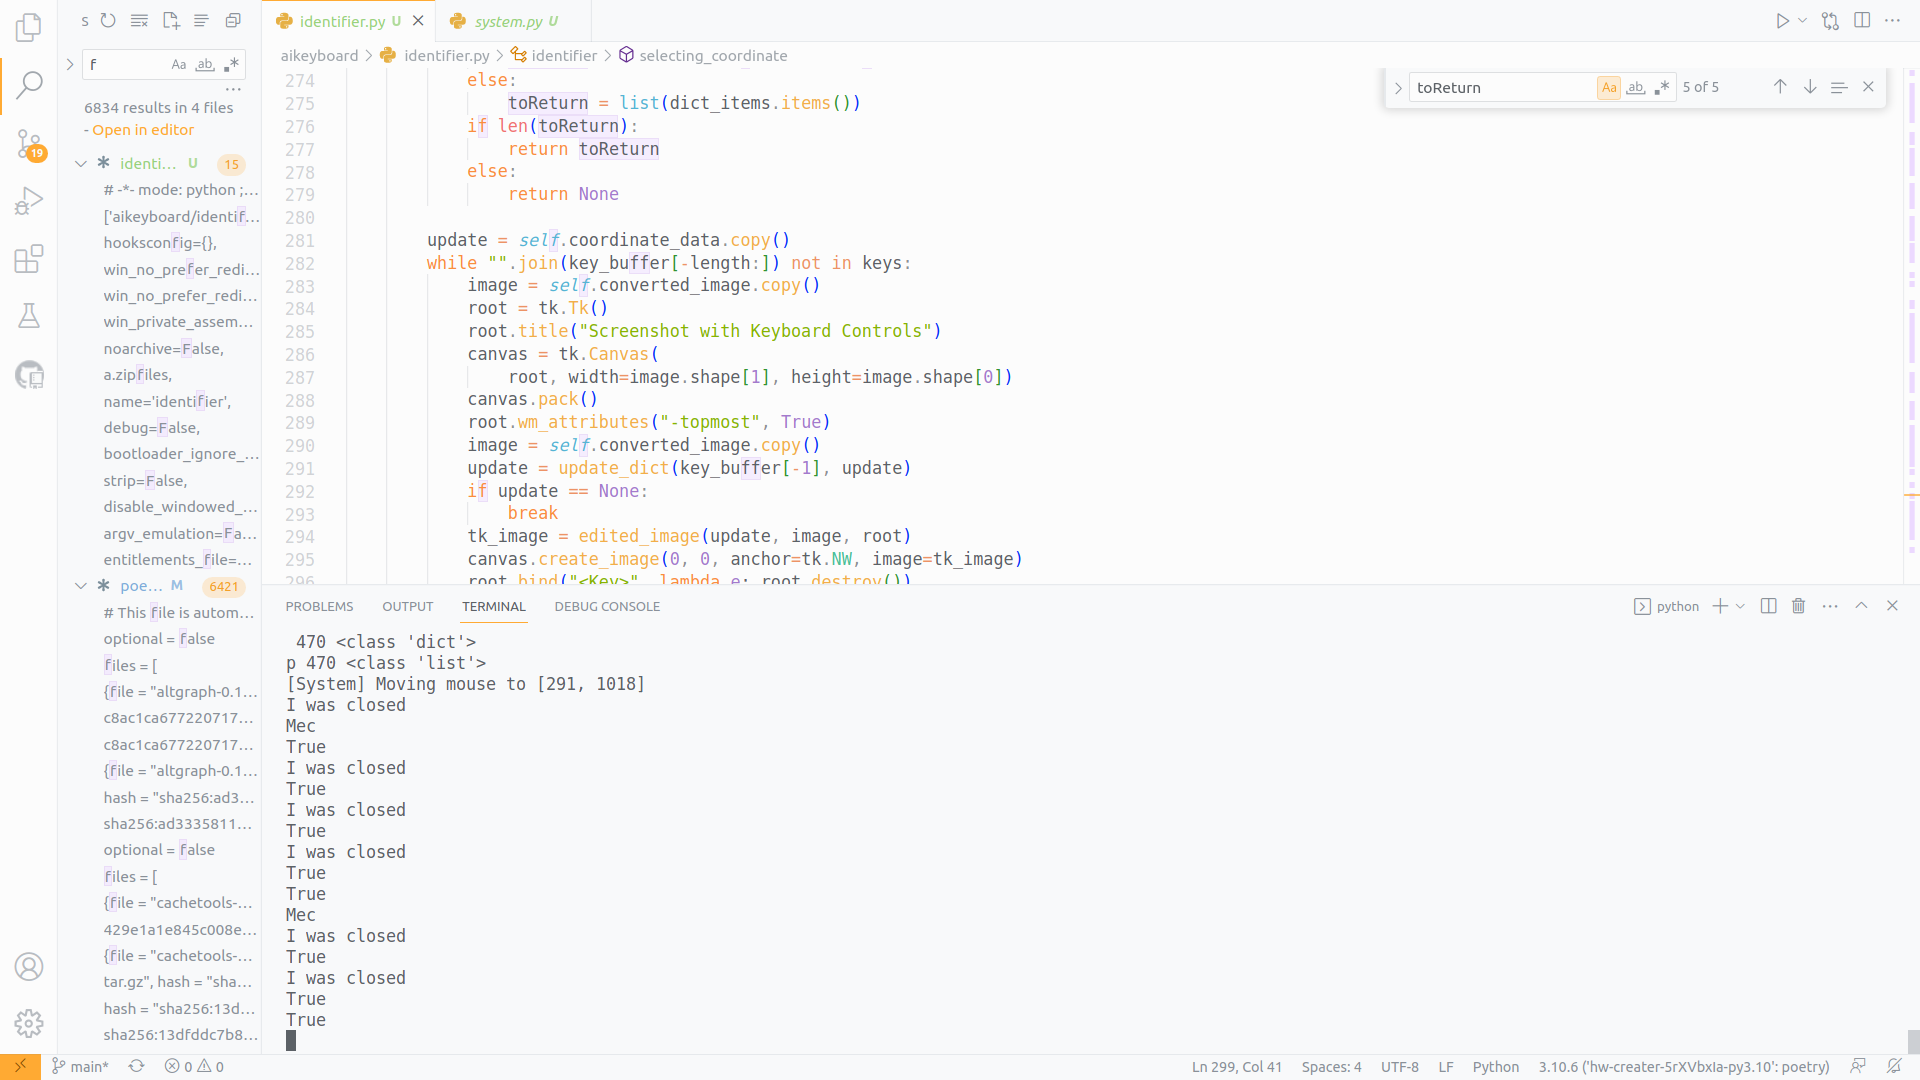 S
identifier.py U
system.py U
aikeyboard > identifier.py > identifier > selecting_coordinate
f Aa ab
6834 results in 4 files
- Open in editor
19
identi... U 15
# -*- mode: python ;...
['aikeyboard/identif...
hooksconfig={},
win_no_prefer_redi...
win_no_prefer_redi...
win_private_assem...
noarchive=False,
a.zipfiles,
name='identifier',
debug=False,
bootloader_ignore_...
strip=False,
disable_windowed_...
argv_emulation=Fa...
entitlements_file=...
poe... M 6421
# This file is autom...
optional = false
files = [
{file = "altgraph-0.1...
c8ac1ca677220717...
c8ac1ca677220717...
{file = "altgraph-0.1...
hash = "sha256:ad3...
sha256:ad3335811...
optional = false
files = [
{file = "cachetools-...
429e1a1e845c008e...
{file = "cachetools-...
tar.gz", hash = "sha...
hash = "sha256:13d...
sha256:13dfddc7b8...
toReturn Aa ab 5 of 5
274 else:
275 toReturn = list(dict_items.items())
276 if len(toReturn):
277 return toReturn
278 else:
279 return None
280
281 update = self.coordinate_data.copy()
282 while "".join(key_buffer[-length:]) not in keys:
283 image = self.converted_image.copy()
284 root = tk.Tk()
285 root.title("Screenshot with Keyboard Controls")
286 canvas = tk.Canvas(
287 root, width=image.shape[1], height=image.shape[0])
288 canvas.pack()
289 root.wm_attributes("-topmost", True)
290 image = self.converted_image.copy()
291 update = update_dict(key_buffer[-1], update)
292 if update == None:
293 break
294 tk_image = edited_image(update, image, root)
295 canvas.create_image(0, 0, anchor=tk.NW, image=tk_image)
296 root.bind("<Key>", lambda e: root.destroy())
PROBLEMS OUTPUT TERMINAL DEBUG CONSOLE
python
470 <class 'dict'>
p 470 <class 'list'>
[System] Moving mouse to [291, 1018]
I was closed
Mec
True
I was closed
True
I was closed
True
I was closed
True
True
Mec
I was closed
True
I was closed
True
True
main* 0 0 Ln 299, Col 41 Spaces: 4 UTF-8 LF Python 3.10.6 ('hw-creater-5rXVbxIa-py3.10': poetry)